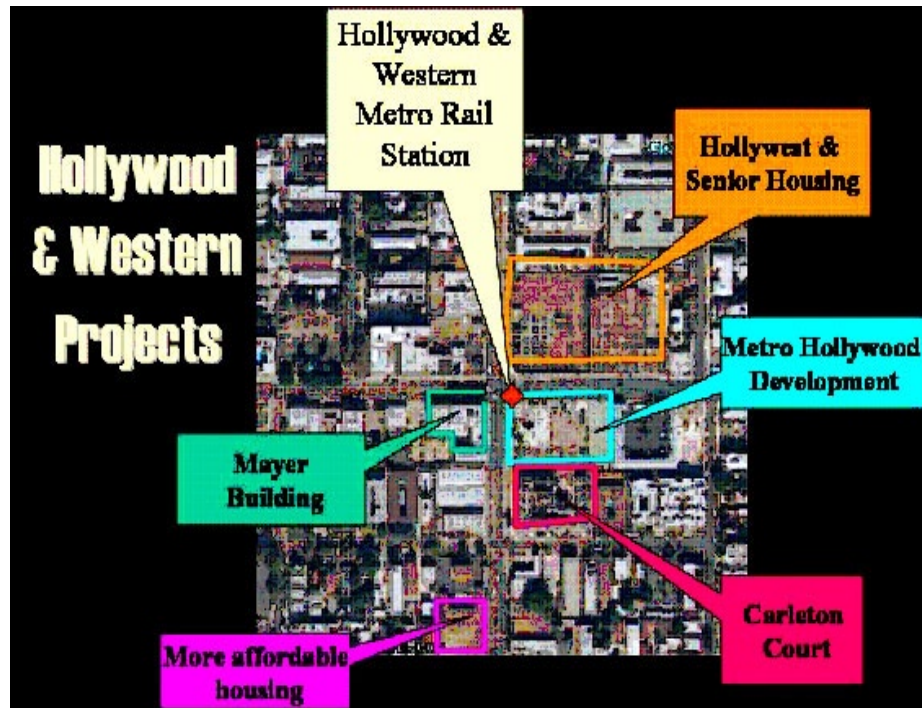 Hollywood
& Western
Projects
Hollywood &
Western
Metro Rail
Station
Hollywest &
Senior Housing
Metro Hollywood
Development
Mayer
Building
Carleton
Court
More affordable
housing